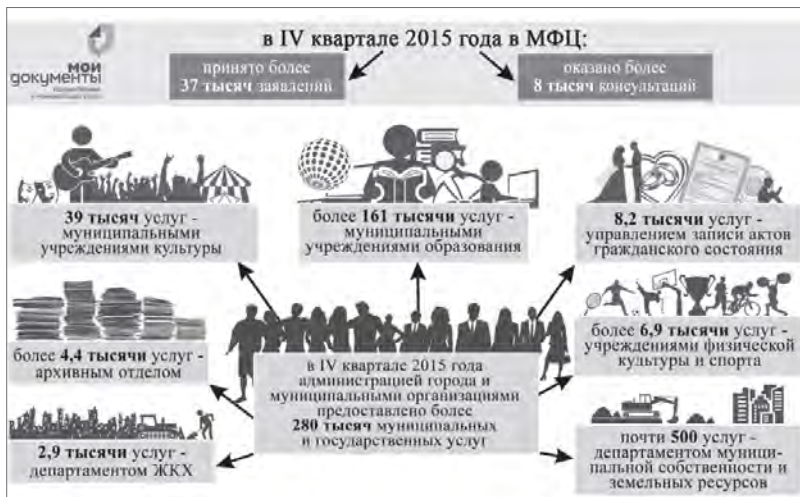 в IV квартале 2015 года в МФЦ:
мои
документы
принято более
37 тысяч заявлений
оказано более
8 тысяч консультаций
39 тысяч услуг -
муниципальными
учреждениями культуры
более 161 тысячи услуг -
муниципальными
учреждениями образования
8,2 тысячи услуг -
управлением записи актов
гражданского состояния
более 4,4 тысячи услуг -
архивным отделом
в IV квартале 2015 года
администрацией города и
муниципальными организациями
предоставлено более
280 тысяч муниципальных
и государственных услуг
более 6,9 тысячи услуг -
учреждениями физической
культуры и спорта
2,9 тысячи услуг -
департаментом ЖКХ
почти 500 услуг -
департаментом муници-
пальной собственности и
земельных ресурсов